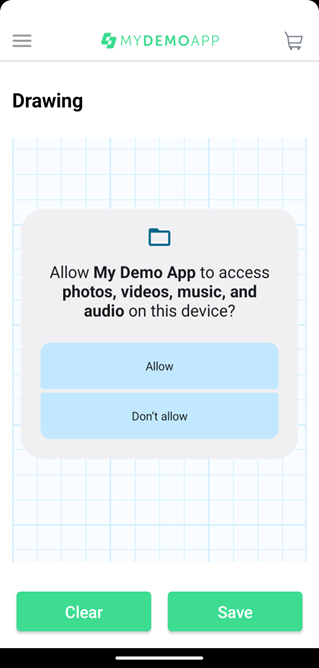 MYDEMOAPP
Drawing
Allow My Demo App to access
photos, videos, music, and
audio on this device?
Allow
Don't allow
Clear
Save